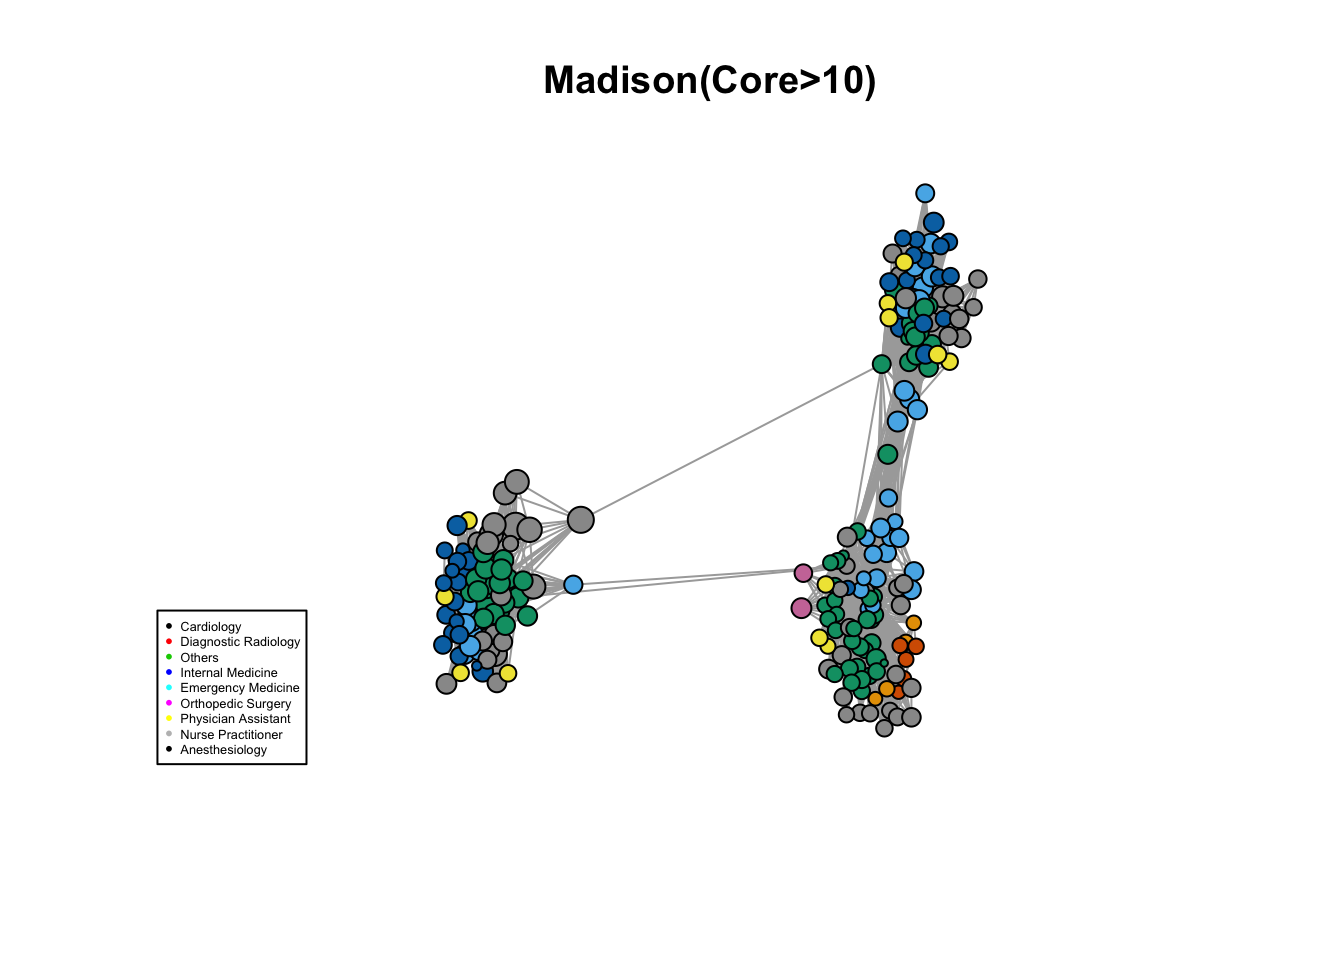 Madison(Core>10)
Cardiology
Diagnostic Radiology
Others
Internal Medicine
Emergency Medicine
Orthopedic Surgery
Physician Assistant
Nurse Practitioner
Anesthesiology